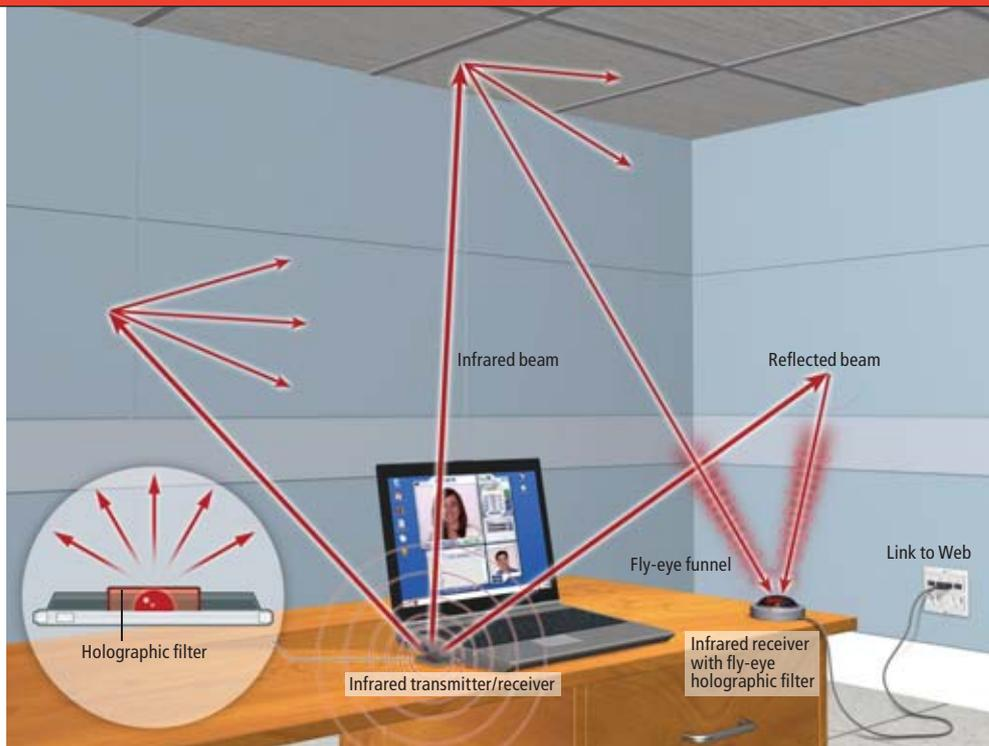 Infrared beam
Reflected beam
Fly-eye funnel
Link to Web
Holographic filter
Infrared transmitter/receiver
Infrared receiver
with fly-eye
holographic filter